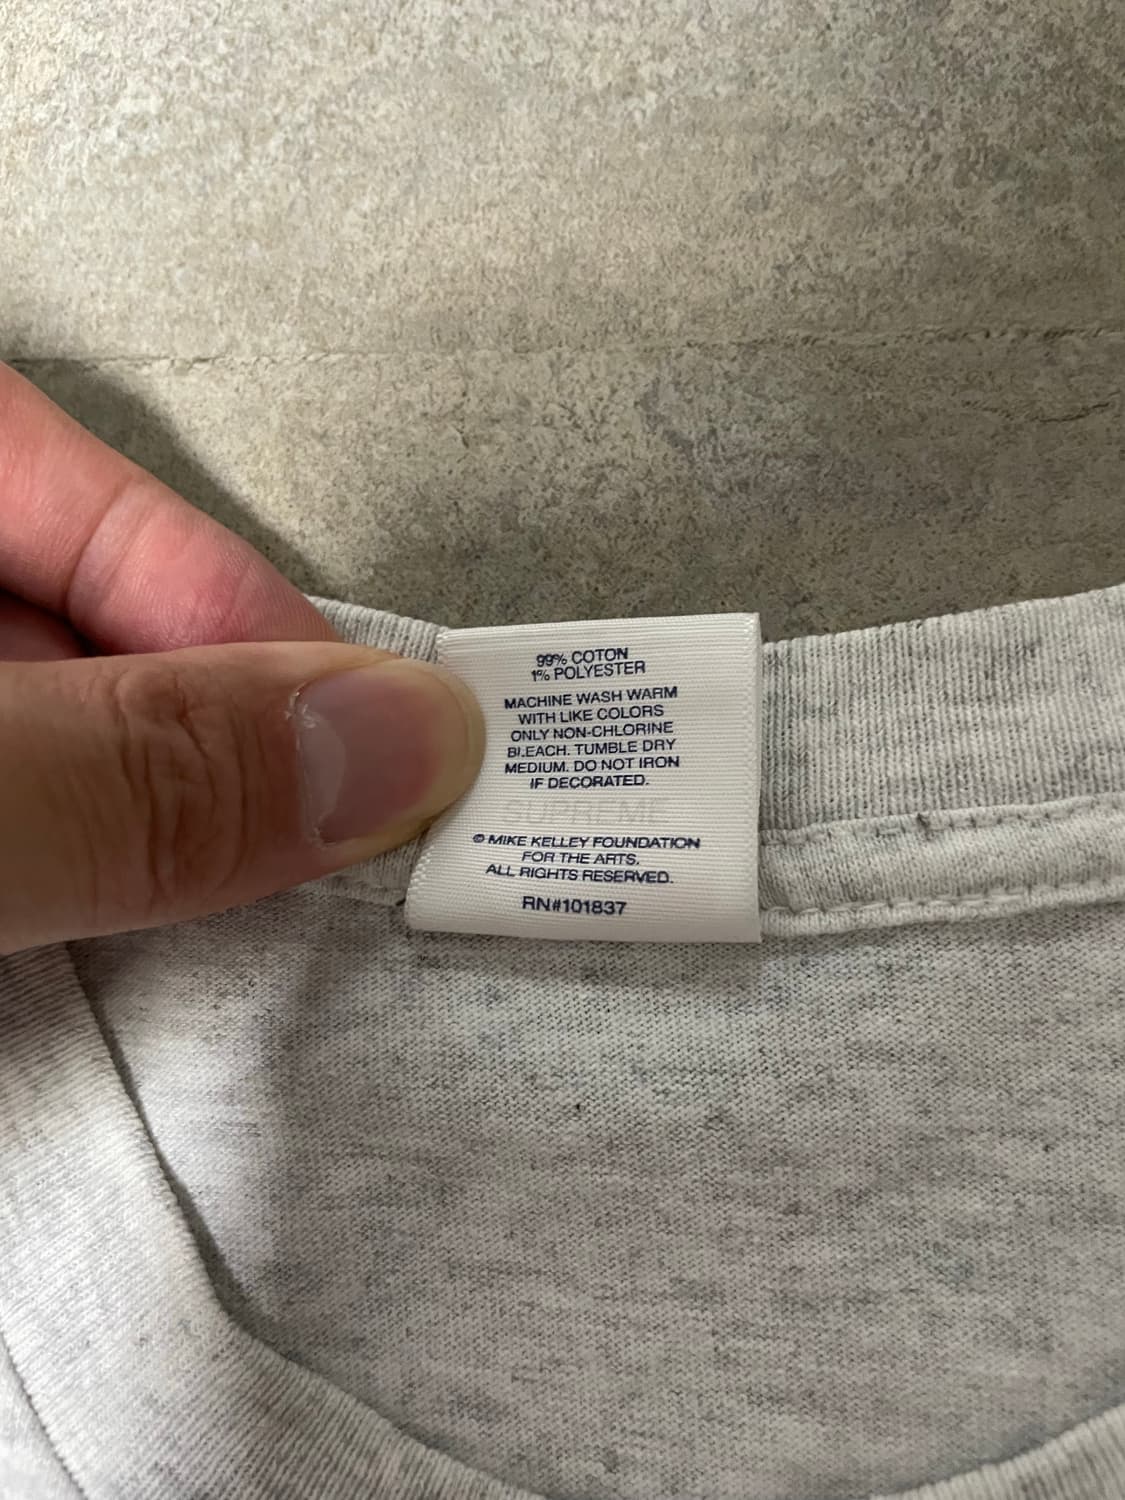 99% COTON
1% POLYESTER
MACHINE WASH WARM
WITH LIKE COLORS
ONLY NON-CHLORINE
BLEACH. TUMBLE DRY
MEDIUM. DO NOT IRON
IF DECORATED.
SUPREME
© MIKE KELLEY FOUNDATION
FOR THE ARTS.
ALL RIGHTS RESERVED.
RN#101837